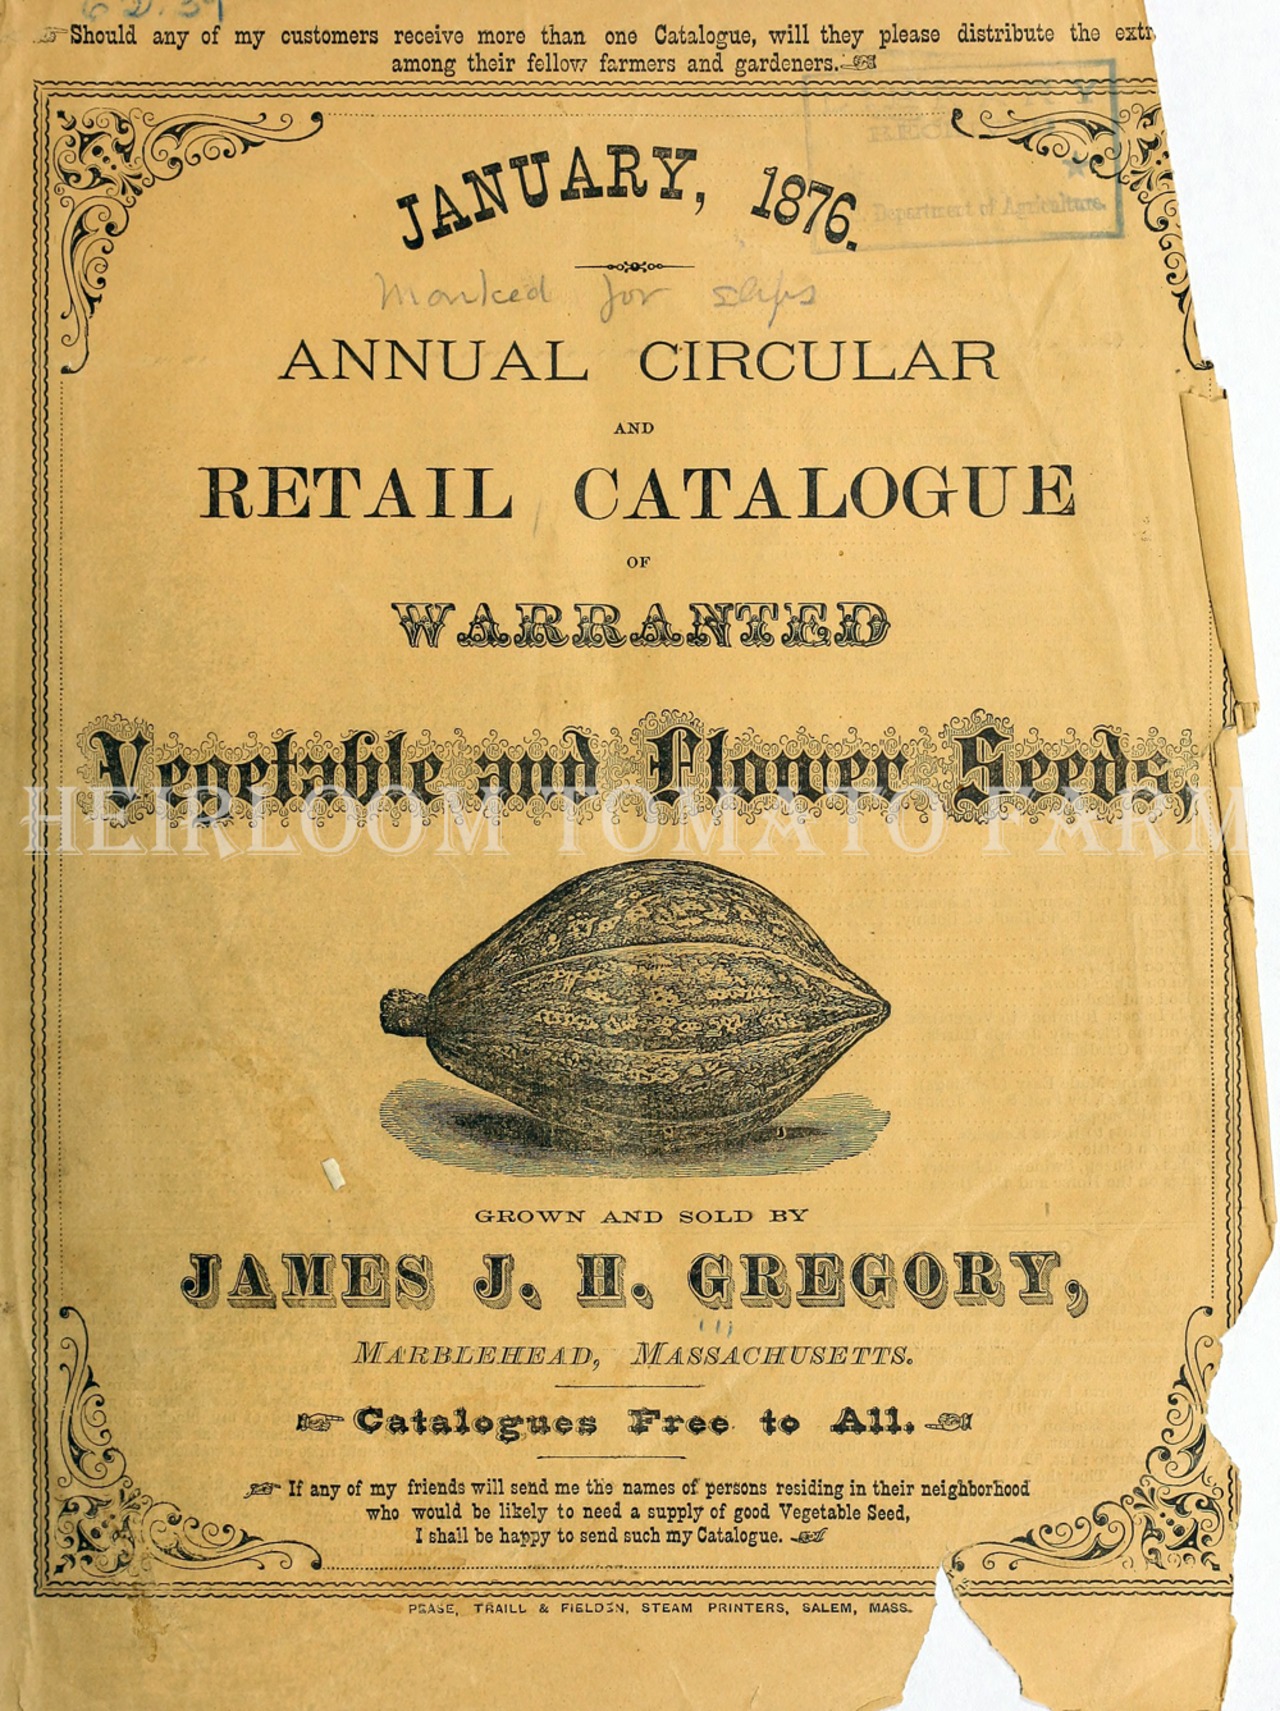 Should any of my customers receive more than one Catalogue, will they please distribute the extr
among their fellow farmers and gardeners.
JANUARY, 1876.
Department of Agriculture.
Marked for slips
ANNUAL CIRCULAR
AND
RETAIL CATALOGUE
OF
WARRANTED
Vegetable and Flower Seeds,
HEIRLOOM TOMATO FARM
GROWN AND SOLD BY
JAMES J. H. GREGORY,
MARBLEHEAD, MASSACHUSETTS.
Catalogues Free to All.
If any of my friends will send me the names of persons residing in their neighborhood
who would be likely to need a supply of good Vegetable Seed,
I shall be happy to send such my Catalogue.
PEASE, TRAILL & FIELDEN, STEAM PRINTERS, SALEM, MASS.